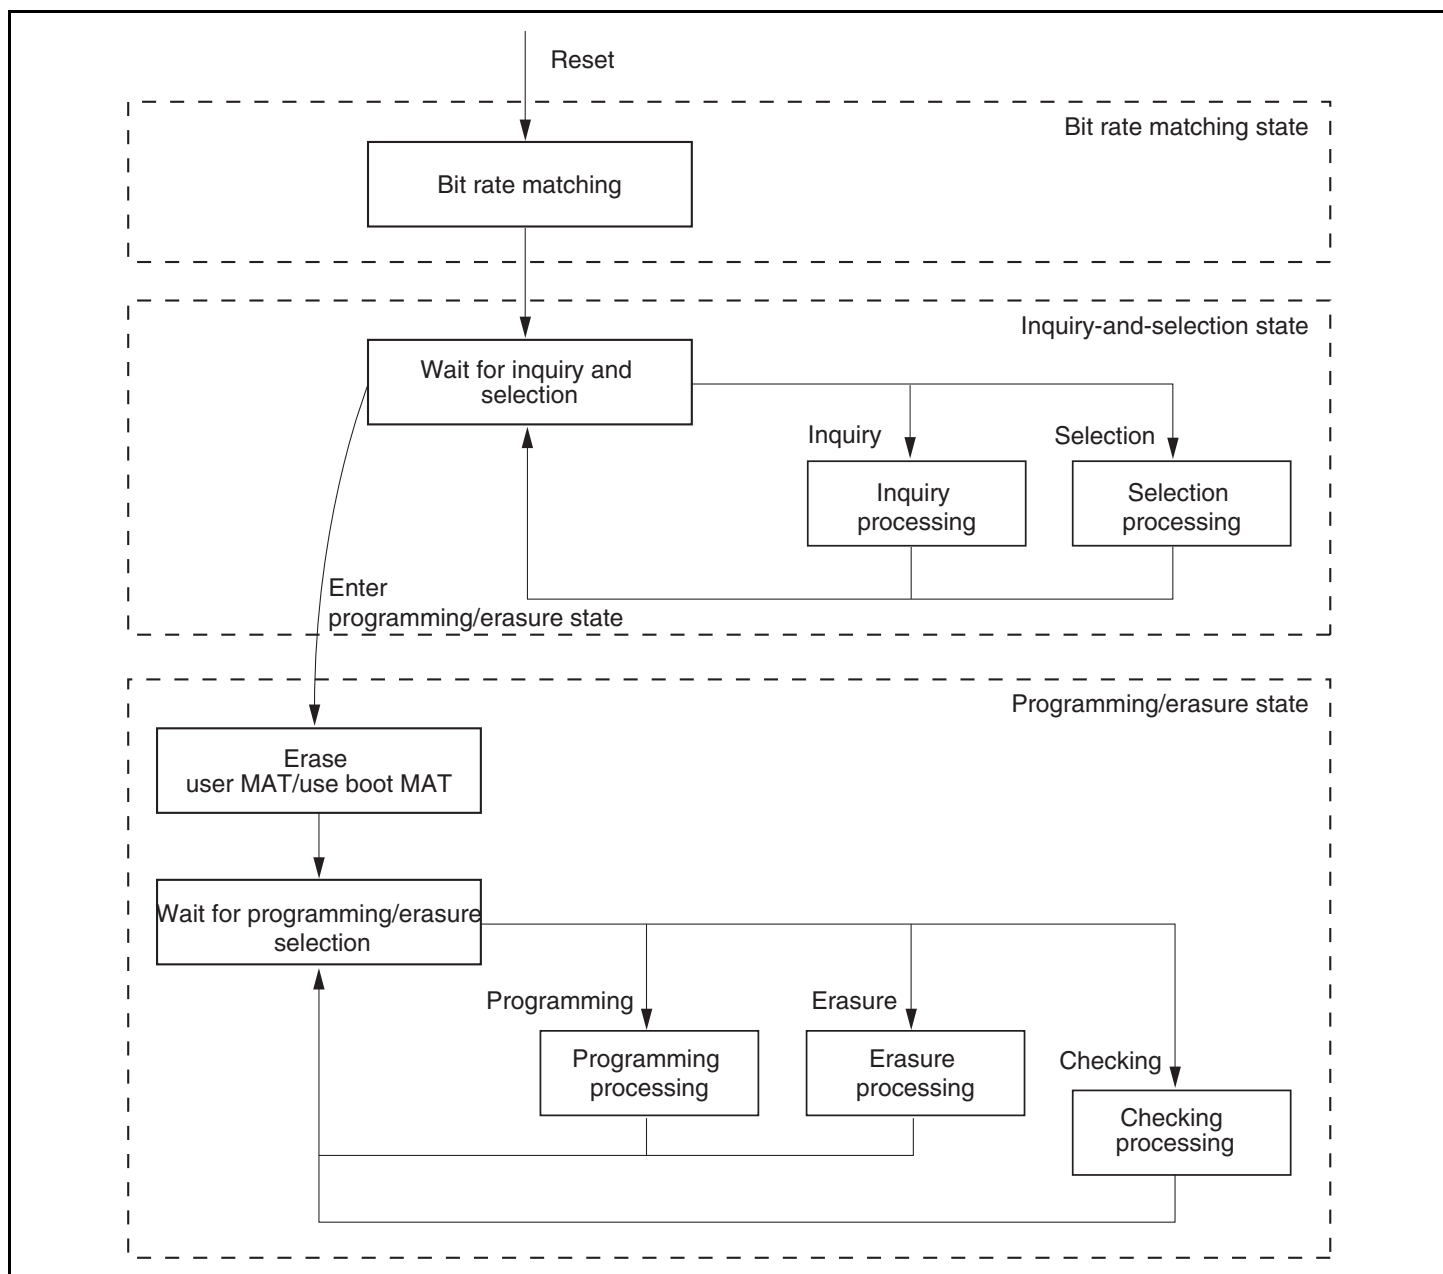 Reset
Bit rate matching state
Bit rate matching
Inquiry-and-selection state
Wait for inquiry and
selection
Inquiry
Selection
Inquiry
processing
Selection
processing
Enter
programming/erasure state
Programming/erasure state
Erase
user MAT/use boot MAT
Wait for programming/erasure
selection
Programming
Erasure
Checking
Programming
processing
Erasure
processing
Checking
processing